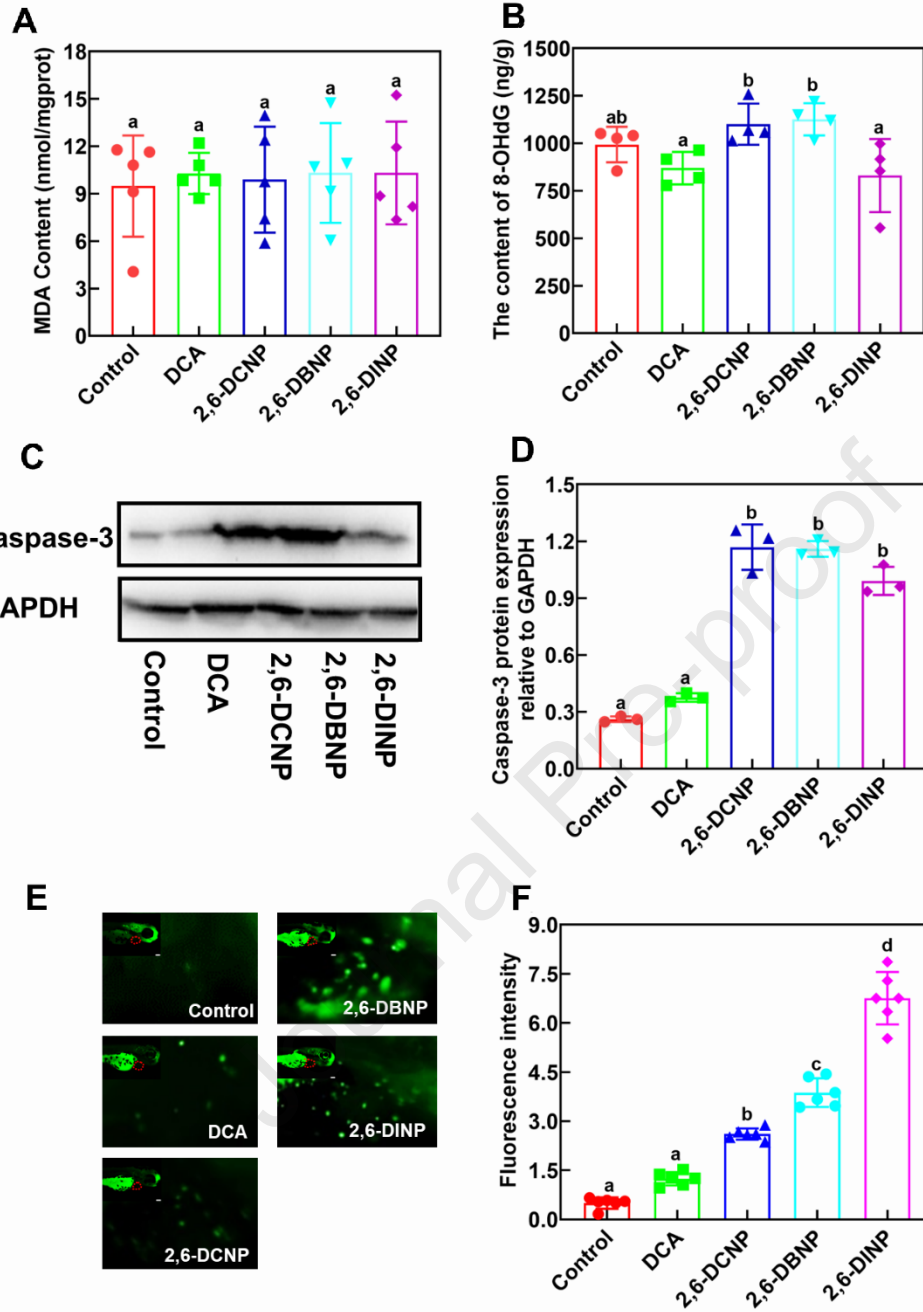 A
MDA Content (nmol/mgprot)
18
15
12
9
6
3
0
a
a
a
a
a
Control
DCA
2,6-DCNP
2,6-DBNP
2,6-DINP
B
The content of 8-OHdG (ng/g)
1500
1250
1000
750
500
250
0
ab
a
b
b
a
Control
DCA
2,6-DCNP
2,6-DBNP
2,6-DINP
C
aspase-3
APDH
Control
DCA
2,6-DCNP
2,6-DBNP
2,6-DINP
D
Caspase-3 protein expression
relative to GAPDH
1.5
1.2
0.9
0.6
0.3
0.0
a
a
b
b
b
Control
DCA
2,6-DCNP
2,6-DBNP
2,6-DINP
E
Control
2,6-DBNP
DCA
2,6-DINP
2,6-DCNP
F
Fluorescence intensity
9.0
7.5
6.0
4.5
3.0
1.5
0.0
a
a
b
c
d
Control
DCA
2,6-DCNP
2,6-DBNP
2,6-DINP
Journal Pre-proof